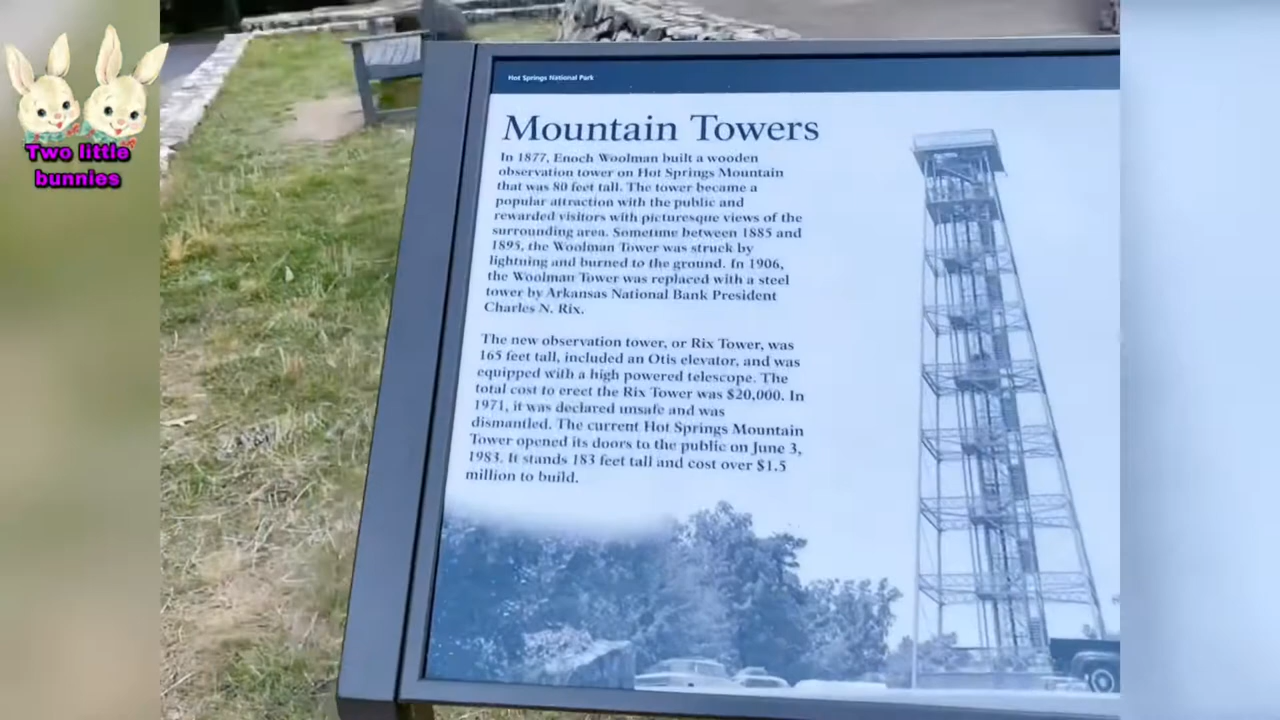 Two little
bunnies
Hot Springs National Park
Mountain Towers
In 1877, Enoch Woolman built a wooden
observation tower on Hot Springs Mountain
that was 80 feet tall. The tower became a
popular attraction with the public and
rewarded visitors with picturesque views of the
surrounding area. Sometime between 1885 and
1895, the Woolman Tower was struck by
lightning and burned to the ground. In 1906,
the Woolman Tower was replaced with a steel
tower by Arkansas National Bank President
Charles N. Rix.
The new observation tower, or Rix Tower, was
165 feet tall, included an Otis elevator, and was
equipped with a high powered telescope. The
total cost to erect the Rix Tower was $20,000. In
1971, it was declared unsafe and was
dismantled. The current Hot Springs Mountain
Tower opened its doors to the public on June 3,
1983. It stands 183 feet tall and cost over $1.5
million to build.